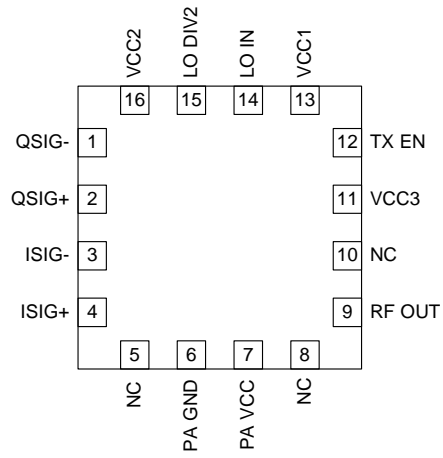 VCC2 LO DIV2 LO IN VCC1
16 15 14 13
QSIG- 1 12 TX EN
QSIG+ 2 11 VCC3
ISIG- 3 10 NC
ISIG+ 4 9 RF OUT
5 6 7 8
NC PA GND PA VCC NC